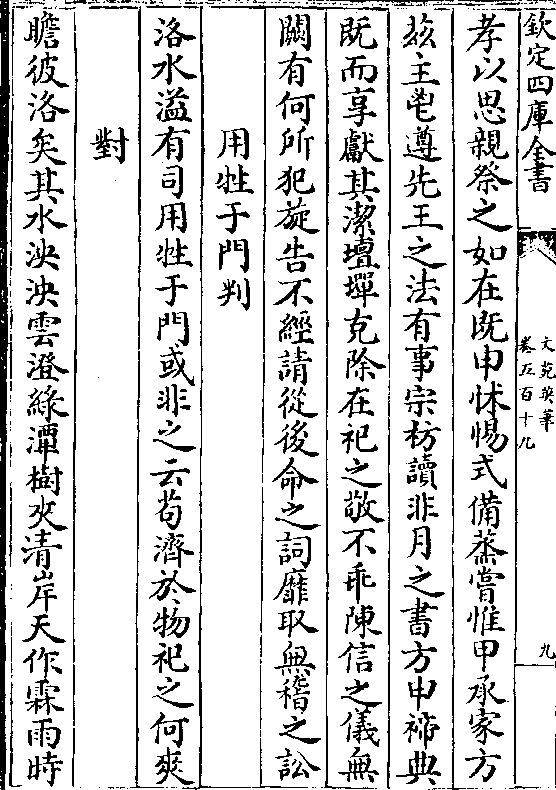 欽定四庫全書
文苑英華
卷五百十九
九
孝以思親祭之如在既申怵惕式備蒸嘗惟甲承家方
茲主鬯遵先王之法有事宗祊讀非月之書方申禘典
既而享獻其潔壇墠克除在祀之敬不乖陳信之儀無
闕有何所犯旋告不經請從後命之詞靡取無稽之訟
用牲于門判
洛水溢有司用牲于門或非之云苟濟於物祀之何爽
對
瞻彼洛矣其水泱泱雲澄綠潭樹夾清岸天作霖雨時